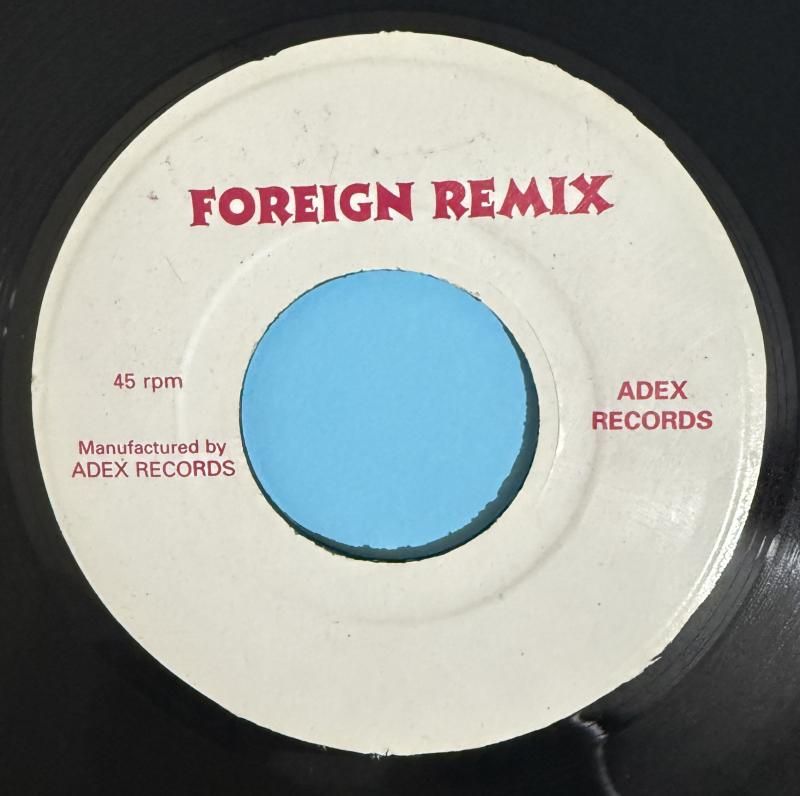 FOREIGN REMIX
45 rpm
Manufactured by
ADEX RECORDS
ADEX
RECORDS